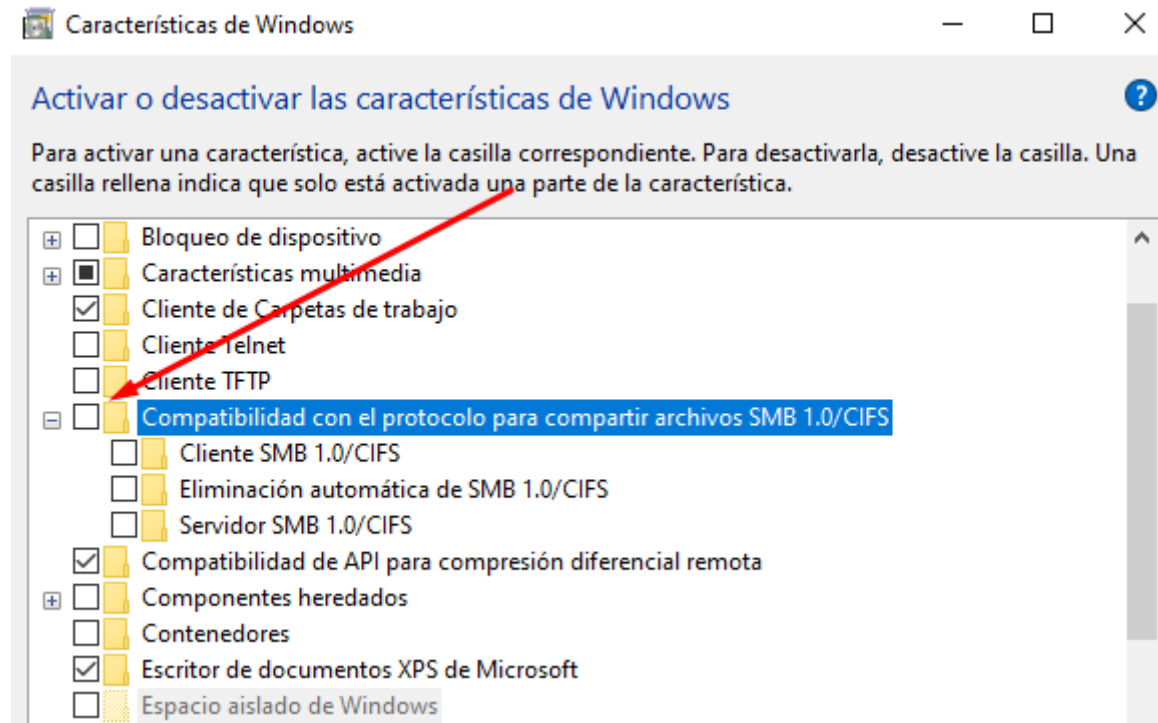 Características de Windows
Activar o desactivar las características de Windows
?
Para activar una característica, active la casilla correspondiente. Para desactivarla, desactive la casilla. Una
casilla rellena indica que solo está activada una parte de la característica.
Bloqueo de dispositivo
Características multimedia
Cliente de Carpetas de trabajo
Cliente Telnet
Cliente TFTP
Compatibilidad con el protocolo para compartir archivos SMB 1.0/CIFS
Cliente SMB 1.0/CIFS
Eliminación automática de SMB 1.0/CIFS
Servidor SMB 1.0/CIFS
Compatibilidad de API para compresión diferencial remota
Componentes heredados
Contenedores
Escritor de documentos XPS de Microsoft
Espacio aislado de Windows